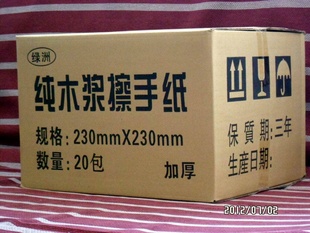 绿洲
纯木浆擦手纸
规格:230mmX230mm
数量:20包
加厚
保質期:三年
生産日期:
2012/07/02